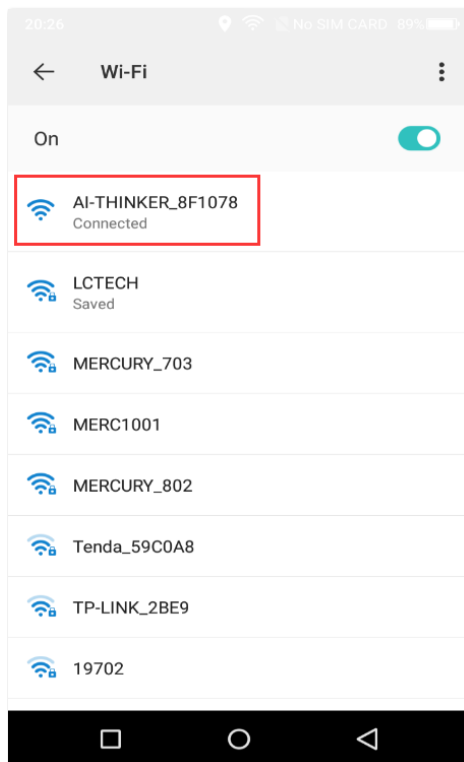 20:26 No SIM CARD 89%
Wi-Fi
On
AI-THINKER_8F1078
Connected
LCTECH
Saved
MERCURY_703
MERC1001
MERCURY_802
Tenda_59C0A8
TP-LINK_2BE9
19702